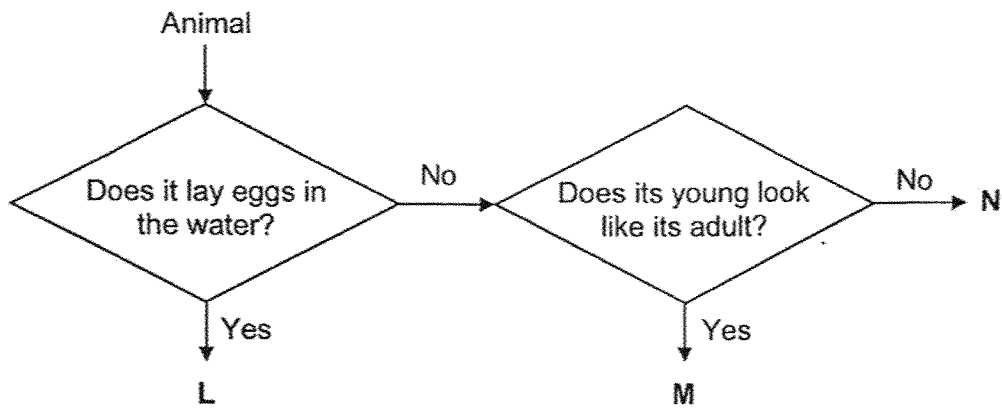 Animal
Does it lay eggs in
the water?
No
Does its young look
like its adult?
No
N
Yes
L
Yes
M